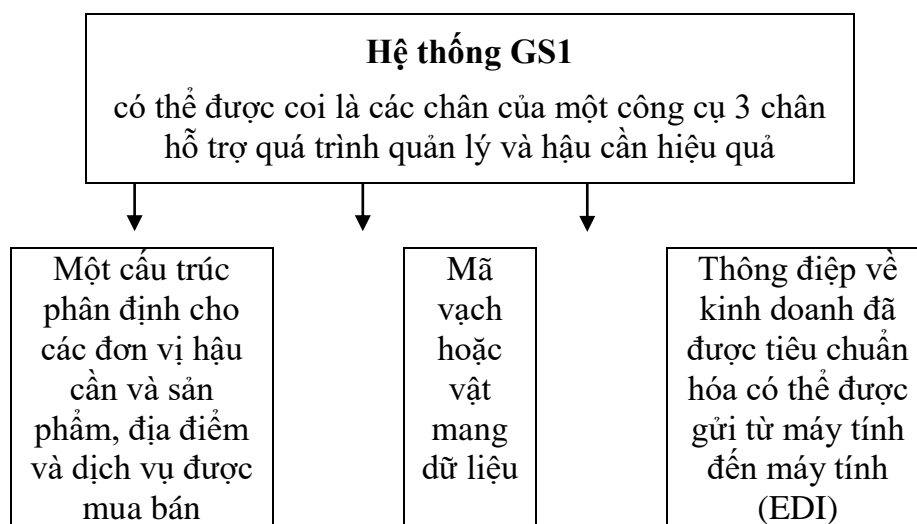 Hệ thống GS1
có thể được coi là các chân của một công cụ 3 chân
hỗ trợ quá trình quản lý và hậu cần hiệu quả
Một cấu trúc
phân định cho
các đơn vị hậu
cần và sản
phẩm, địa điểm
và dịch vụ được
mua bán
Mã
vạch
hoặc
vật
mang
dữ liệu
Thông điệp về
kinh doanh đã
được tiêu chuẩn
hóa có thể được
gửi từ máy tính
đến máy tính
(EDI)